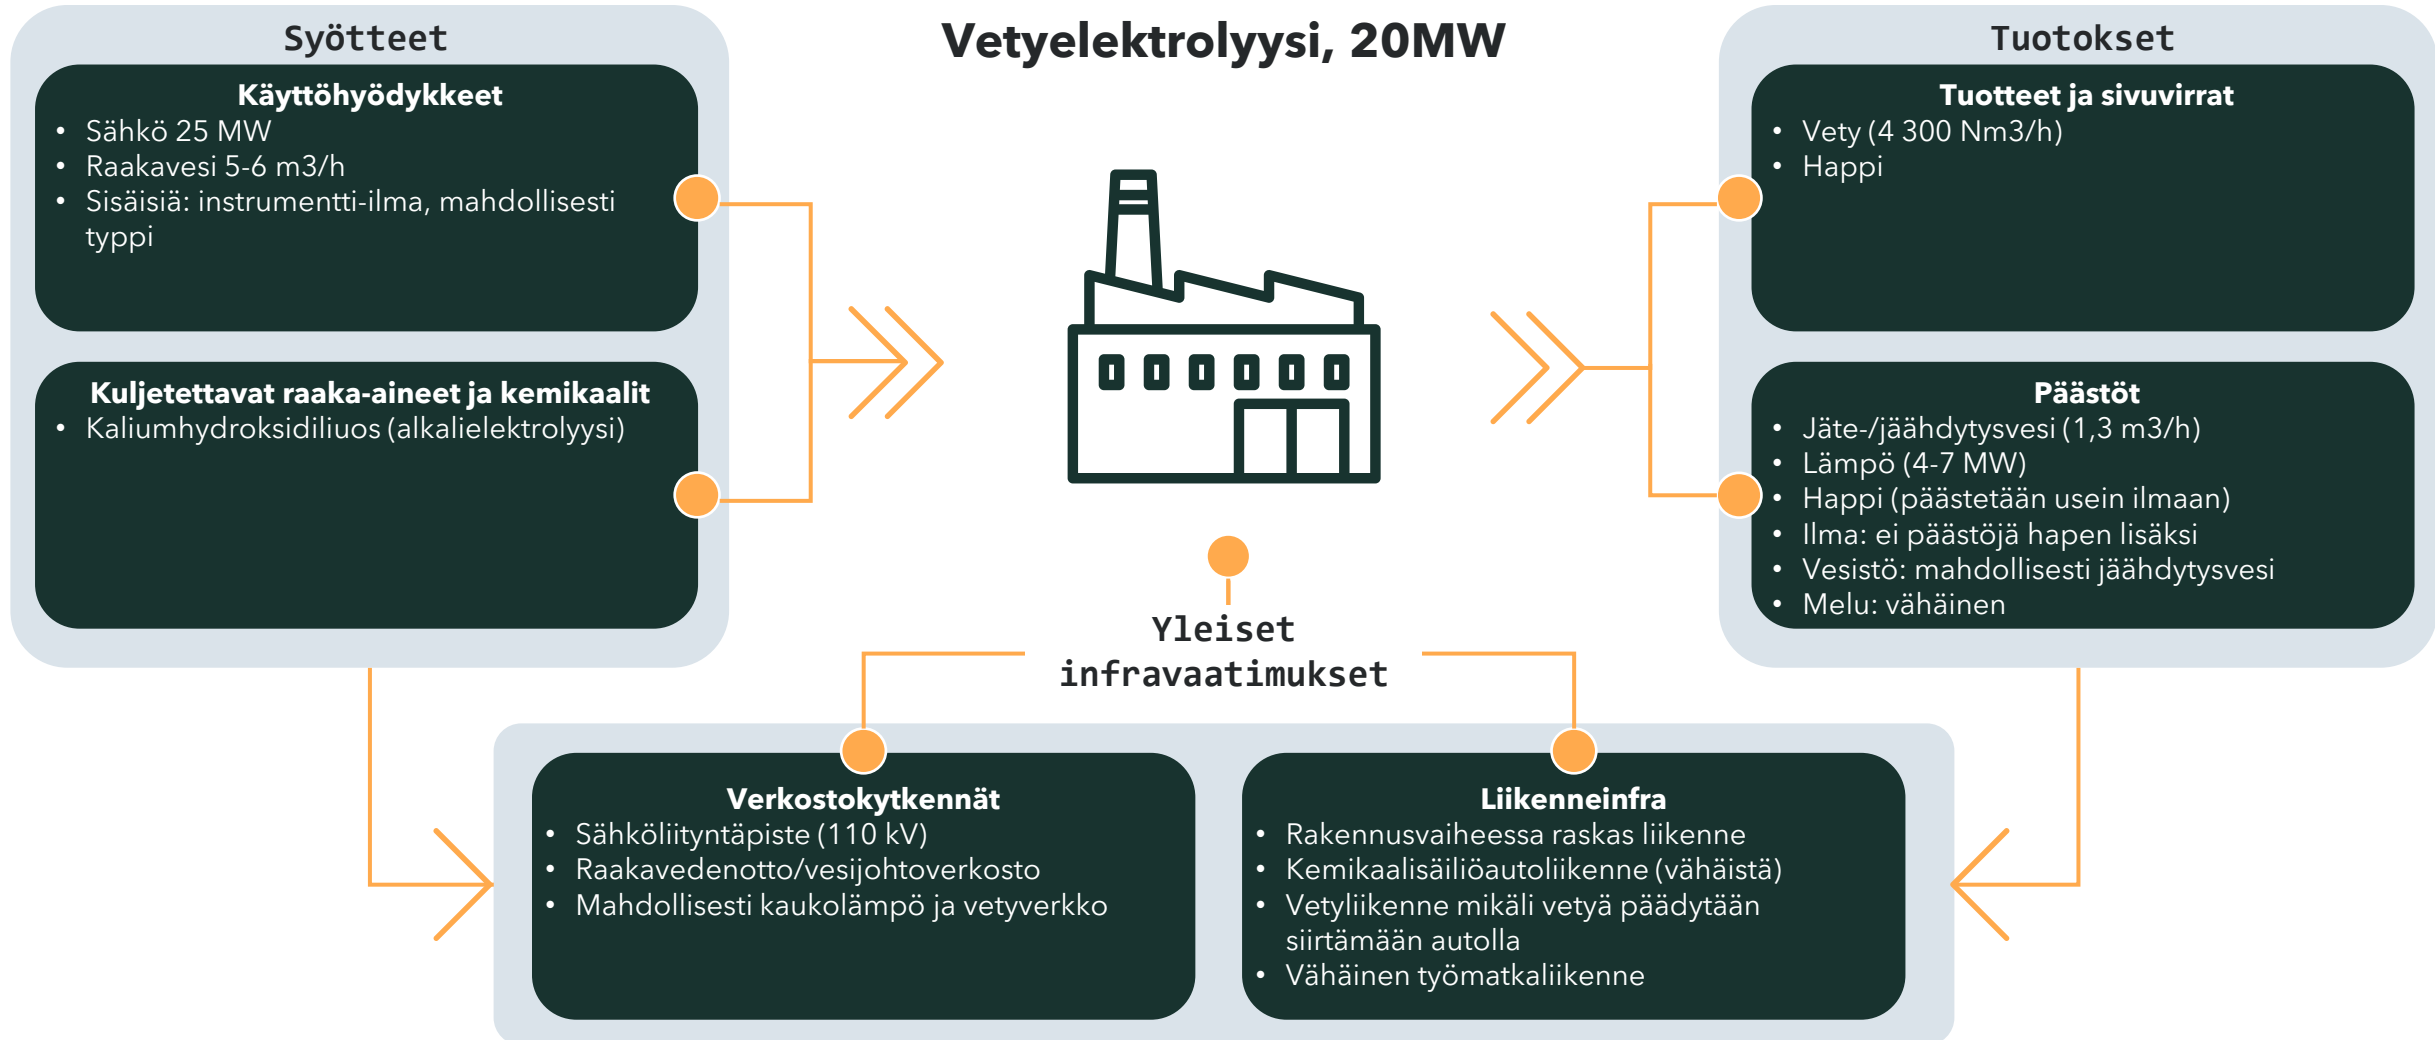 Vetyelektrolyysi, 20MW
Syötteet
Käyttöhyödykkeet
• Sähkö 25 MW
• Raakavesi 5-6 m3/h
• Sisäisiä: instrumentti-ilma, mahdollisesti
typpi
Kuljetettavat raaka-aineet ja kemikaalit
• Kaliumhydroksidiliuos (alkalielektrolyysi)
Tuotokset
Tuotteet ja sivuvirrat
• Vety (4 300 Nm3/h)
• Happi
Päästöt
• Jäte-/jäähdytysvesi (1,3 m3/h)
• Lämpö (4-7 MW)
• Happi (päästetään usein ilmaan)
• Ilma: ei päästöjä hapen lisäksi
• Vesistö: mahdollisesti jäähdytysvesi
• Melu: vähäinen
Yleiset
infravaatimukset
Verkostokytkennät
• Sähköliityntäpiste (110 kV)
• Raakavedenotto/vesijohtoverkosto
• Mahdollisesti kaukolämpö ja vetyverkko
Liikenneinfra
• Rakennusvaiheessa raskas liikenne
• Kemikaalisäiliöautoliikenne (vähäistä)
• Vetyliikenne mikäli vetyä päädytään
siirtämään autolla
• Vähäinen työmatkaliikenne